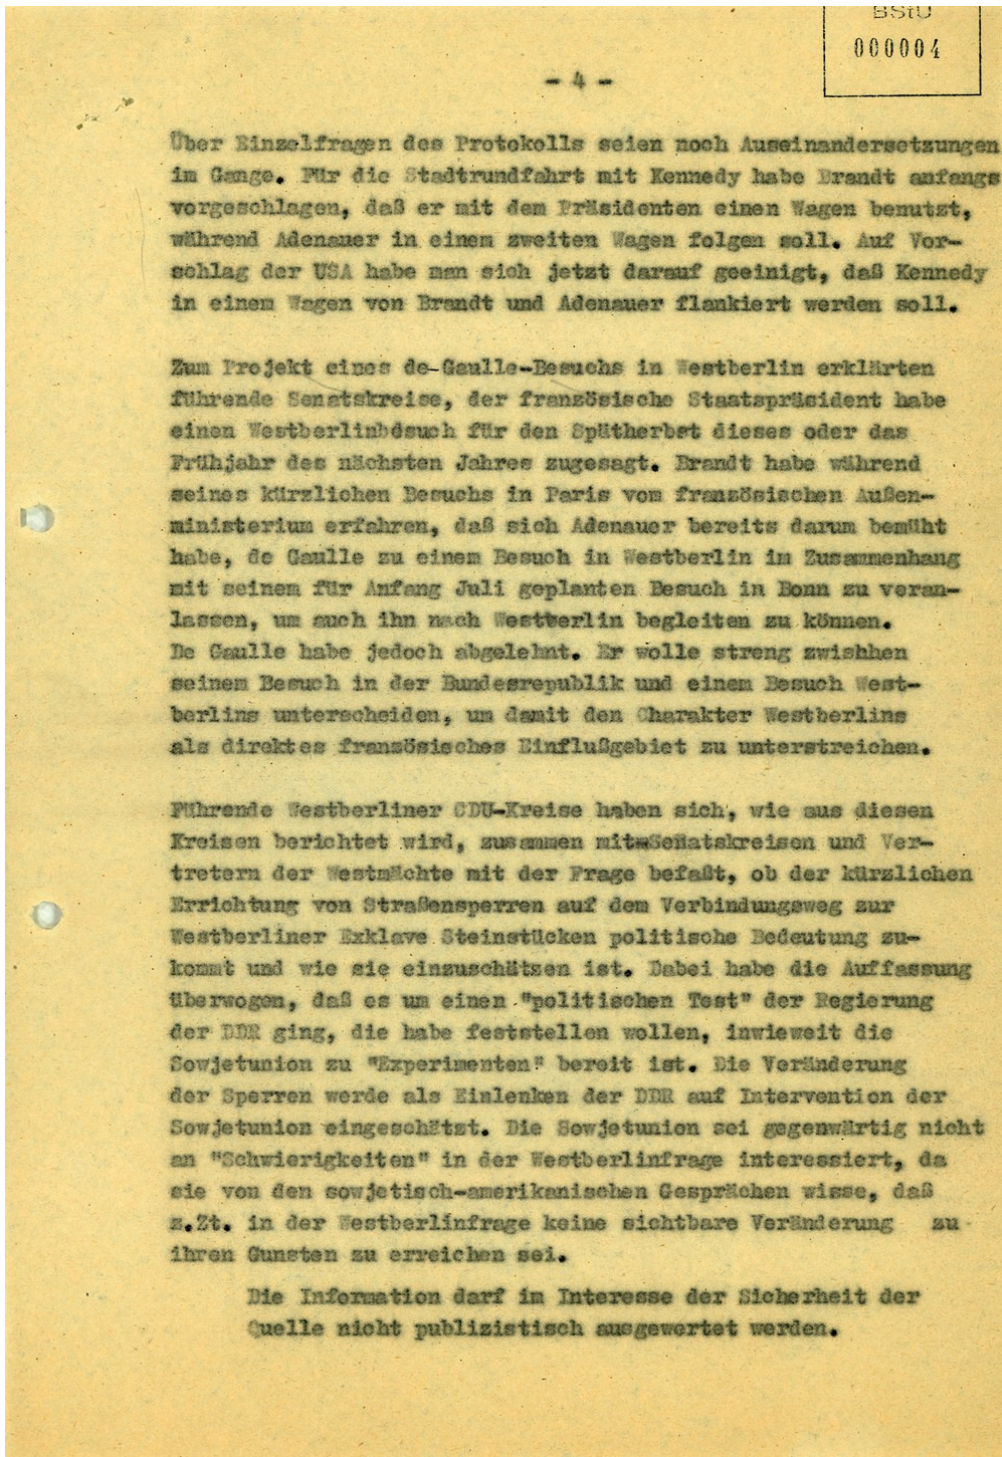 BStU
000004
- 4 -
Über Einzelfragen des Protokolls seien noch Auseinandersetzungen
im Gange. Für die Stadtrundfahrt mit Kennedy habe Brandt anfangs
vorgeschlagen, daß er mit dem Präsidenten einen Wagen benutzt,
während Adenauer in einem zweiten Wagen folgen soll. Auf Vor-
schlag der USA habe man sich jetzt darauf geeinigt, daß Kennedy
in einem Wagen von Brandt und Adenauer flankiert werden soll.
Zum Projekt eines de-Gaulle-Besuchs in Westberlin erklärten
führende Senatskreise, der französische Staatspräsident habe
einen Westberlinbdsuch für den Spätherbst dieses oder das
Frühjahr des nächsten Jahres zugesagt. Brandt habe während
seines kürzlichen Besuchs in Paris vom französischen Außen-
ministerium erfahren, daß sich Adenauer bereits darum bemüht
habe, de Gaulle zu einem Besuch in Westberlin im Zusammenhang
mit seinem für Anfang Juli geplanten Besuch in Bonn zu veran-
lassen, um auch ihn nach Westberlin begleiten zu können.
De Gaulle habe jedoch abgelehnt. Er wolle streng zwishhen
seinem Besuch in der Bundesrepublik und einem Besuch West-
berlins unterscheiden, um damit den Charakter Westberlins
als direktes französisches Einflußgebiet zu unterstreichen.
Führende Westberliner CDU-Kreise haben sich, wie aus diesen
Kreisen berichtet wird, zusammen mit Senatskreisen und Ver-
tretern der Westmächte mit der Frage befaßt, ob der kürzlichen
Errichtung von Straßensperren auf dem Verbindungsweg zur
Westberliner Exklave Steinstücken politische Bedeutung zu-
kommt und wie sie einzuschätzen ist. Dabei habe die Auffassung
überwogen, daß es um einen "politischen Test" der Regierung
der DDR ging, die habe feststellen wollen, inwieweit die
Sowjetunion zu "Experimenten" bereit ist. Die Veränderung
der Sperren werde als Einlenken der DDR auf Intervention der
Sowjetunion eingeschätzt. Die Sowjetunion sei gegenwärtig nicht
an "Schwierigkeiten" in der Westberlinfrage interessiert, da
sie von den sowjetisch-amerikanischen Gesprächen wisse, daß
z.Zt. in der Westberlinfrage keine sichtbare Veränderung zu
ihren Gunsten zu erreichen sei.
Die Information darf im Interesse der Sicherheit der
Quelle nicht publizistisch ausgewertet werden.